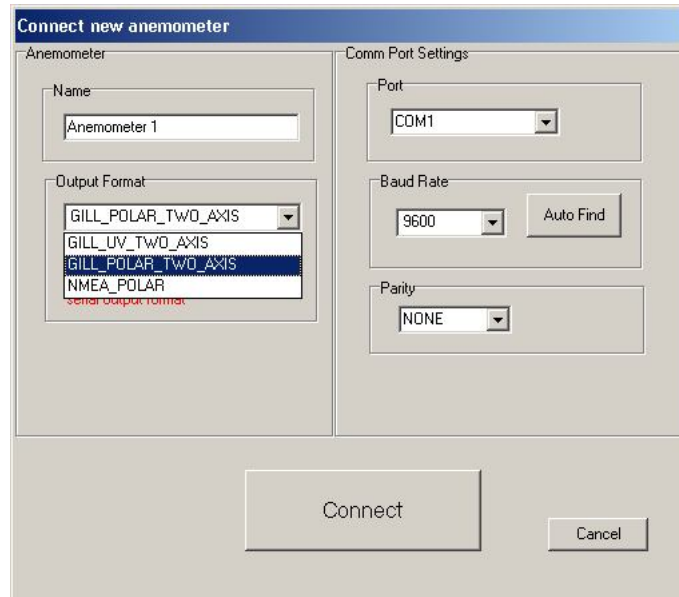 Connect new anemometer
Anemometer
Name
Anemometer 1
Output Format
GILL_POLAR_TWO_AXIS
GILL_UV_TWO_AXIS
GILL_POLAR_TWO_AXIS
NMEA_POLAR
serial output format
Comm Port Settings
Port
COM1
Baud Rate
9600
Auto Find
Parity
NONE
Connect
Cancel